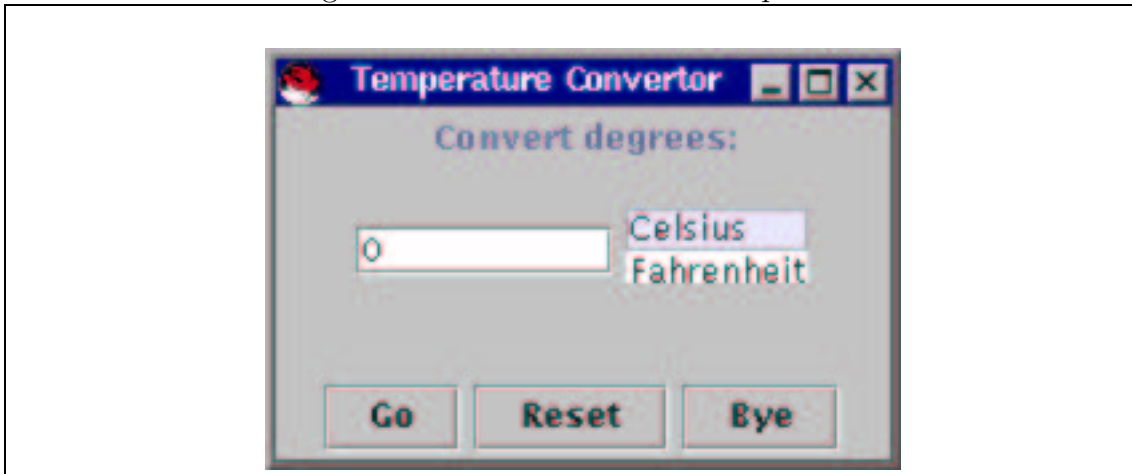 Temperature Convertor
Convert degrees:
0
Celsius
Fahrenheit
Go
Reset
Bye